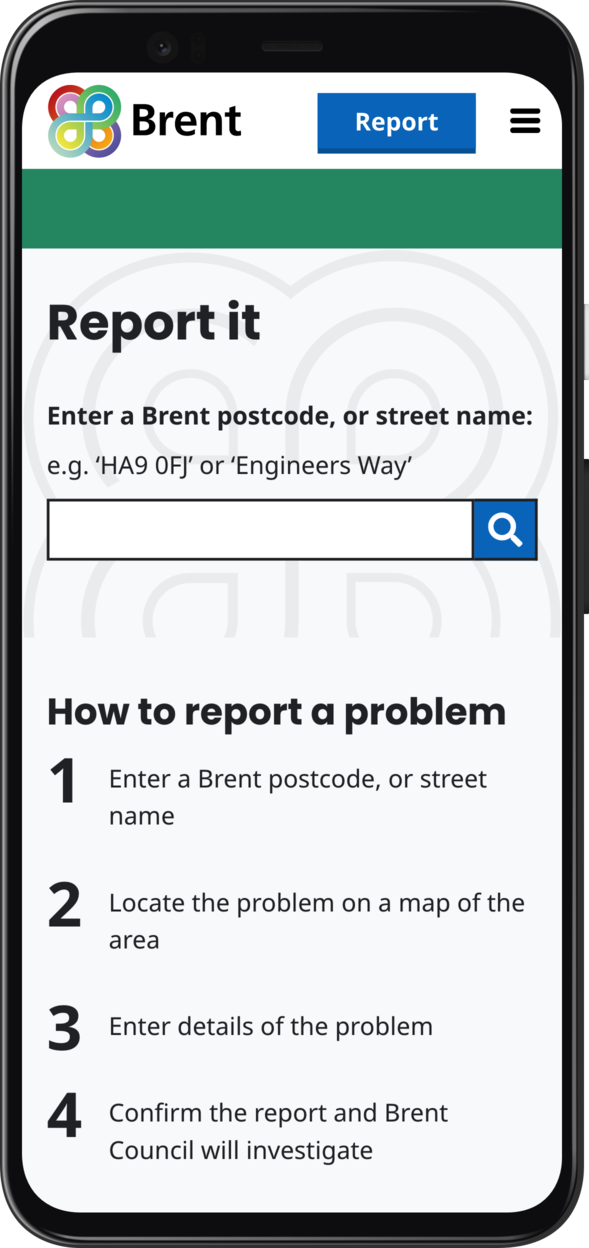 Brent
Report
Report it
Enter a Brent postcode, or street name:
e.g. ‘HA9 0FJ’ or ‘Engineers Way’
How to report a problem
1 Enter a Brent postcode, or street
name
2 Locate the problem on a map of the
area
3 Enter details of the problem
4 Confirm the report and Brent
Council will investigate